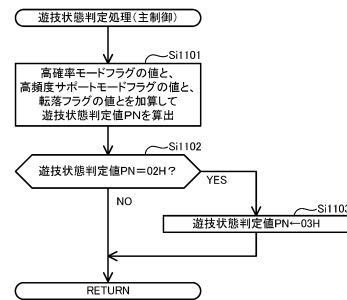 遊技状態判定処理(主制御)
Si1101
高確率モードフラグの値と、
高頻度サポートモードフラグの値と、
転落フラグの値とを加算して
遊技状態判定値PNを算出
Si1102
遊技状態判定値PN=02H?
YES
NO
Si1103
遊技状態判定値PN←03H
RETURN